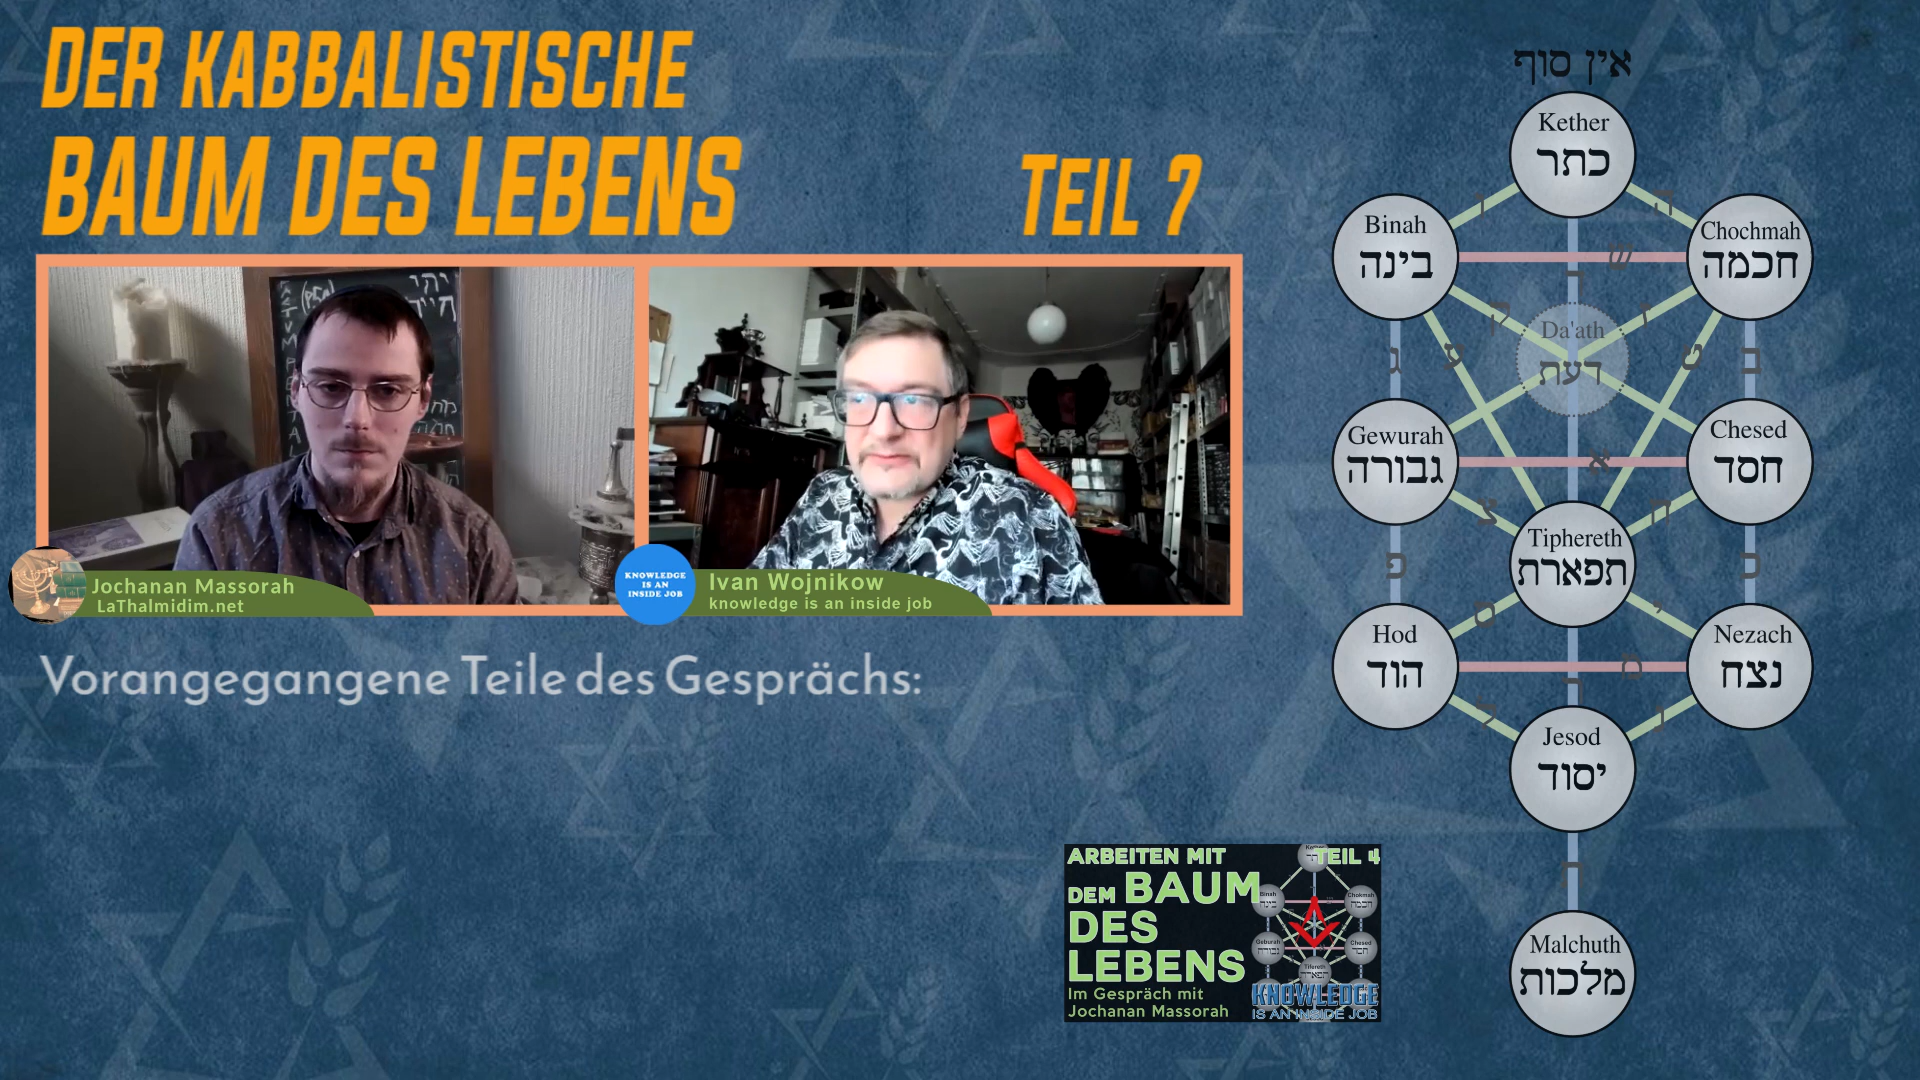 DER KABBALISTISCHE
BAUM DES LEBENS
TEIL 7
Jochanan Massorah
LaThalmidim.net
KNOWLEDGE
IS AN
INSIDE JOB
Ivan Wojnikow
knowledge is an inside job
Vorangegangene Teile des Gesprächs:
ARBEITEN MIT
TEIL 4
DEM BAUM
DES
LEBENS
Im Gespräch mit
Jochanan Massorah
KNOWLEDGE
IS AN INSIDE JOB
אין סוף
Kether
כתר
Binah
בינה
Chochmah
חכמה
Da'ath
דעת
Gewurah
גבורה
Chesed
חסד
Tiphereth
תפארת
Hod
הוד
Nezach
נצח
Jesod
יסוד
Malchuth
מלכות